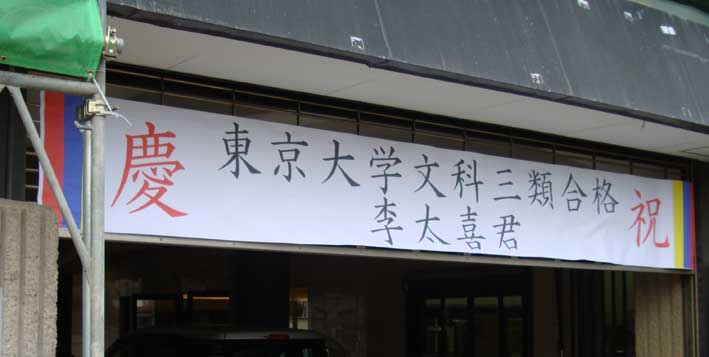 慶
東京大学文科三類合格
李太喜君
祝